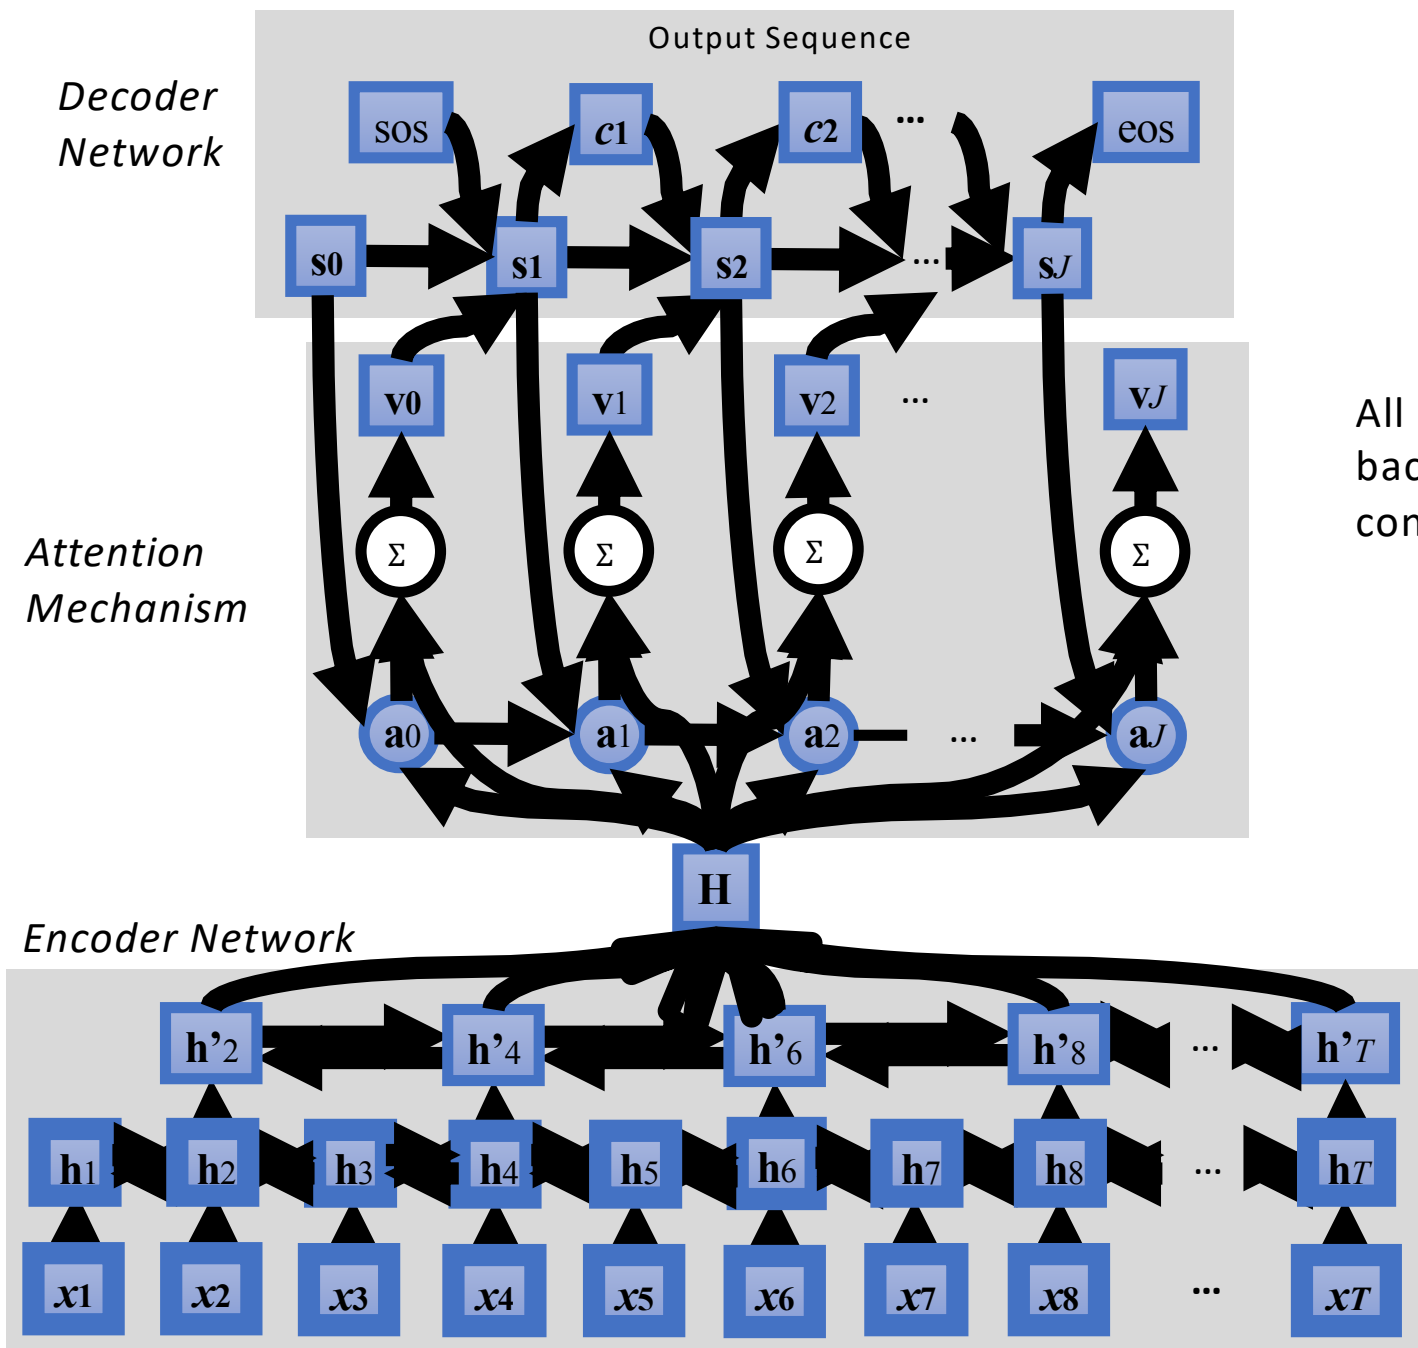 Output Sequence
Decoder
Network
sos c1 c2 ... eos
s0 s1 s2 ... sJ
v0 v1 v2 ... vJ
All
Attention
Mechanism
Σ Σ Σ Σ
a0 a1 a2 ... aJ
H
Encoder Network
h'2 h'4 h'6 h'8 ... h'T
h1 h2 h3 h4 h5 h6 h7 h8 ... hT
x1 x2 x3 x4 x5 x6 x7 x8 ... xT